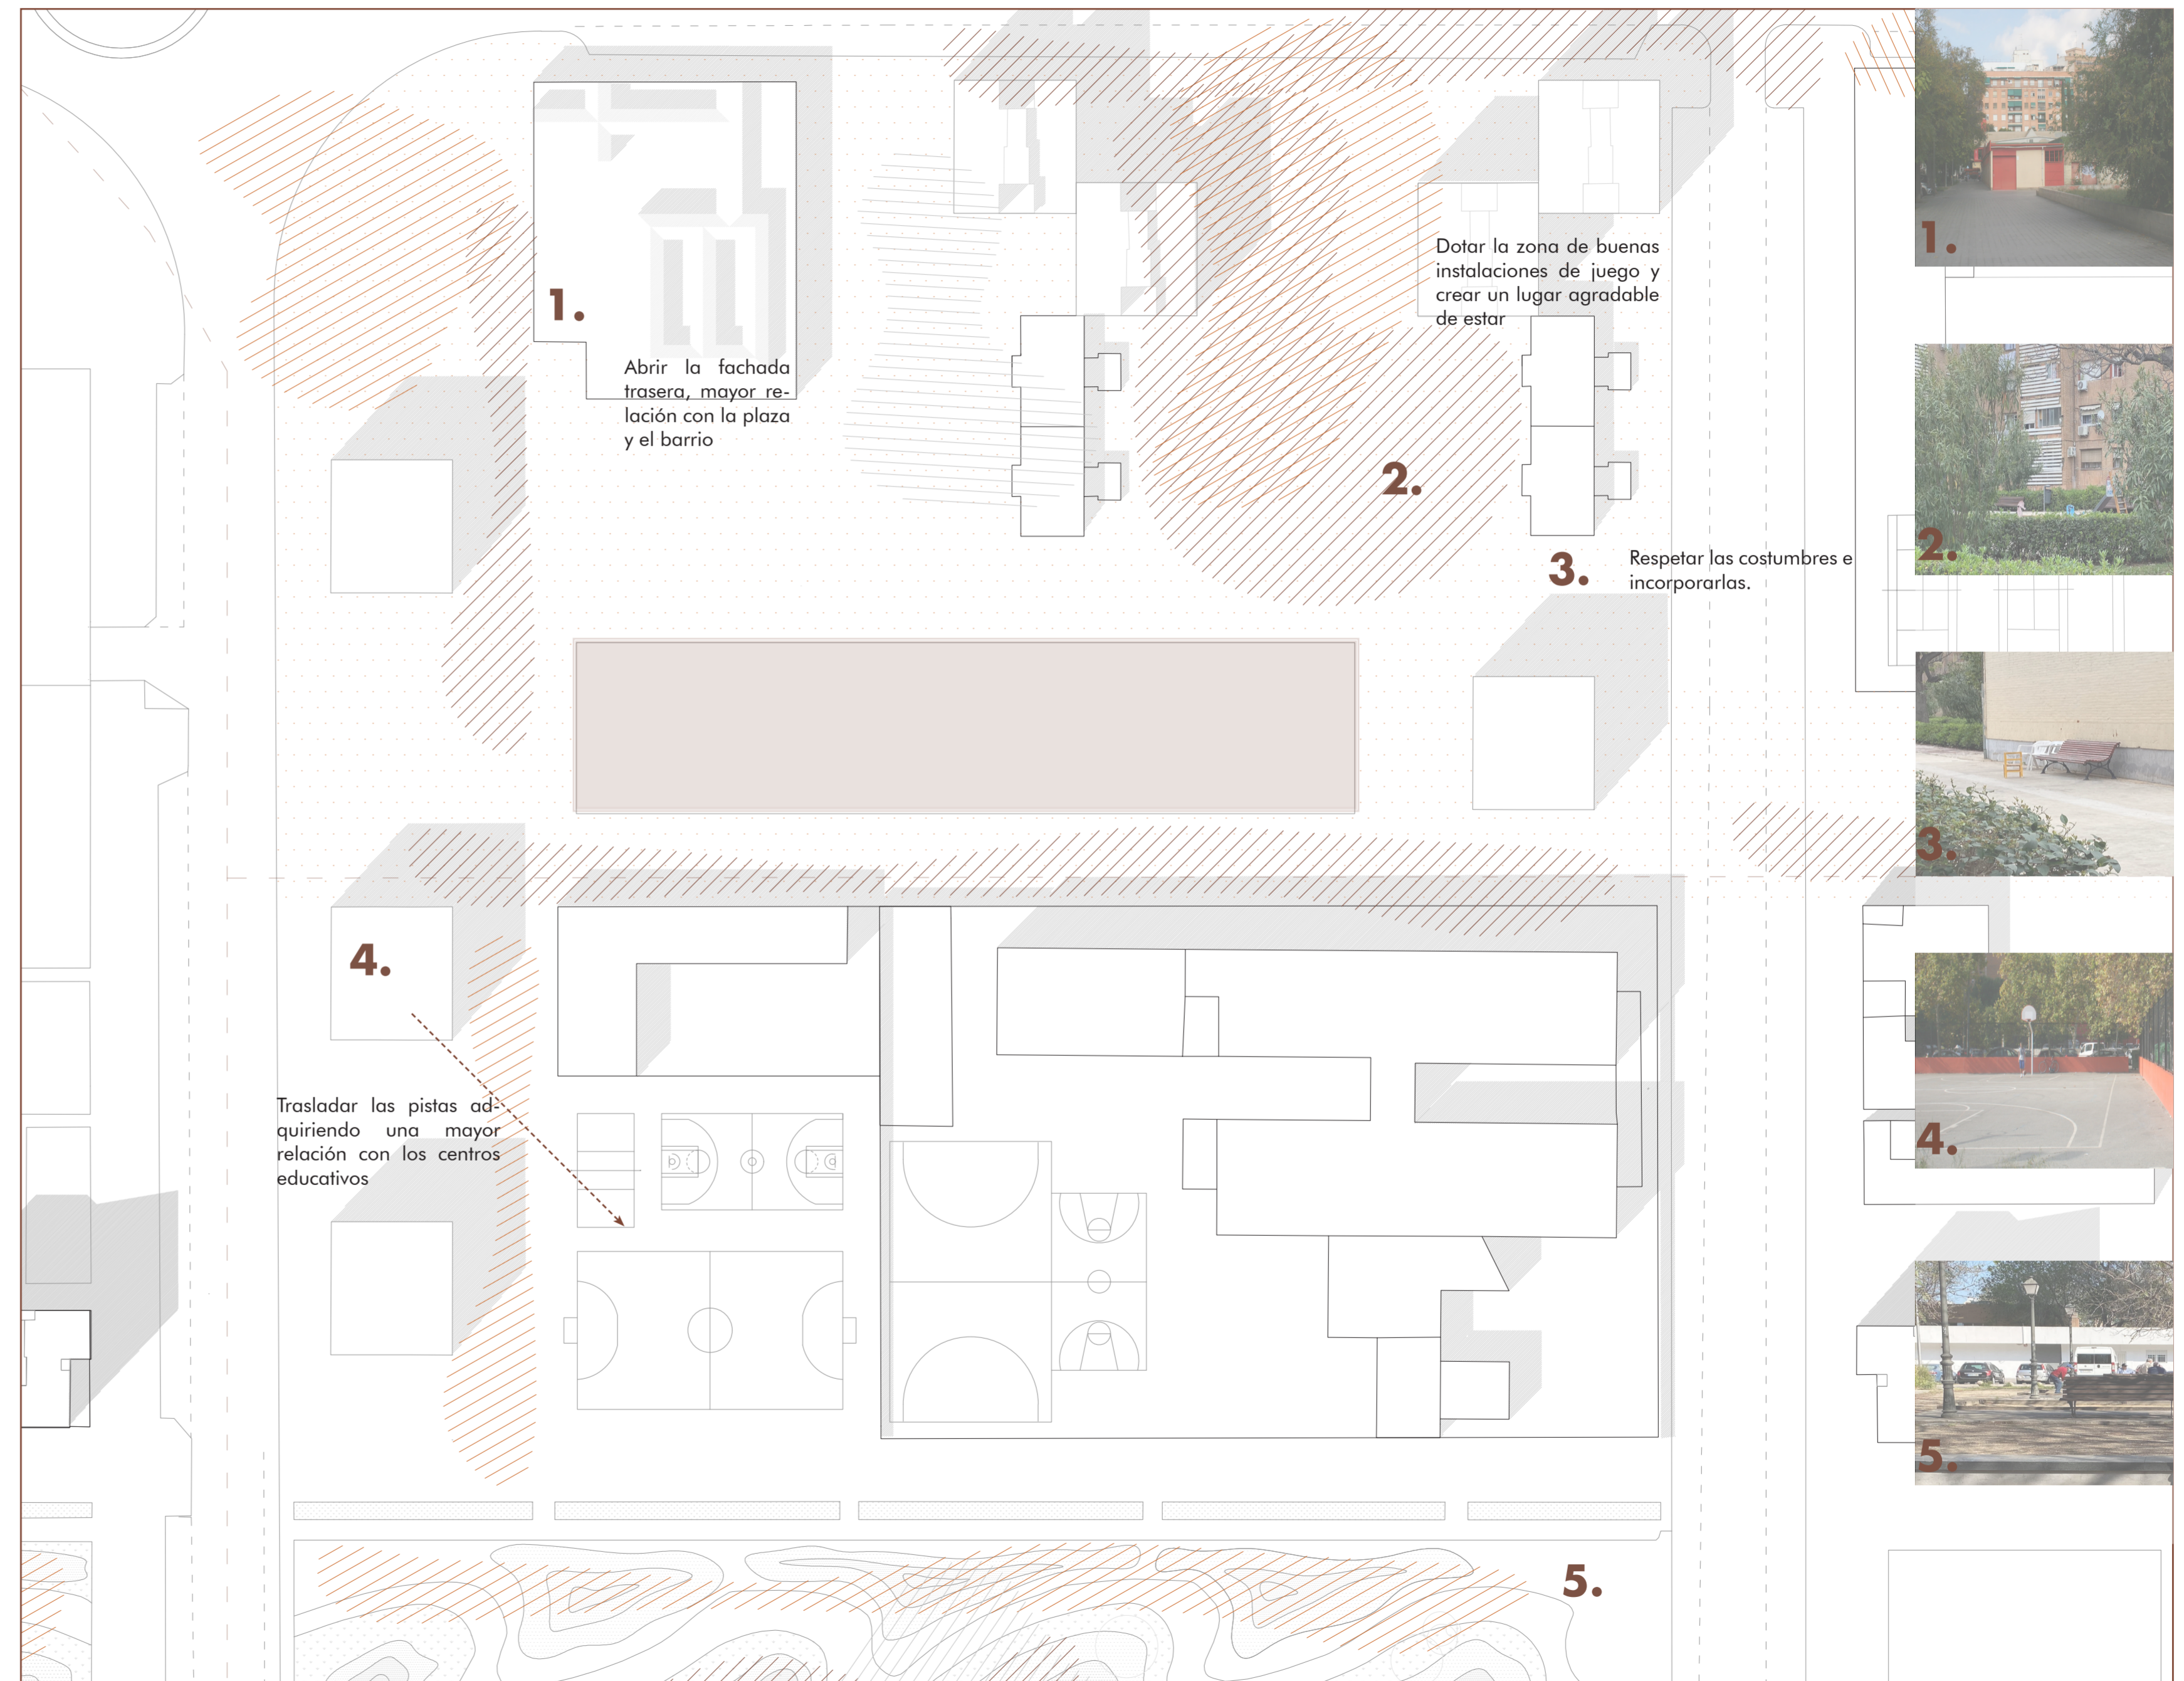 1.
Abrir la fachada
trasera, mayor re-
lación con la plaza
y el barrio
Dotar la zona de buenas
instalaciones de juego y
crear un lugar agradable
de estar
2.
3.
Respetar las costumbres e
incorporarlas.
4.
Trasladar las pistas ad-
quiriendo una mayor
relación con los centros
educativos
5.
1.
2.
3.
4.
5.